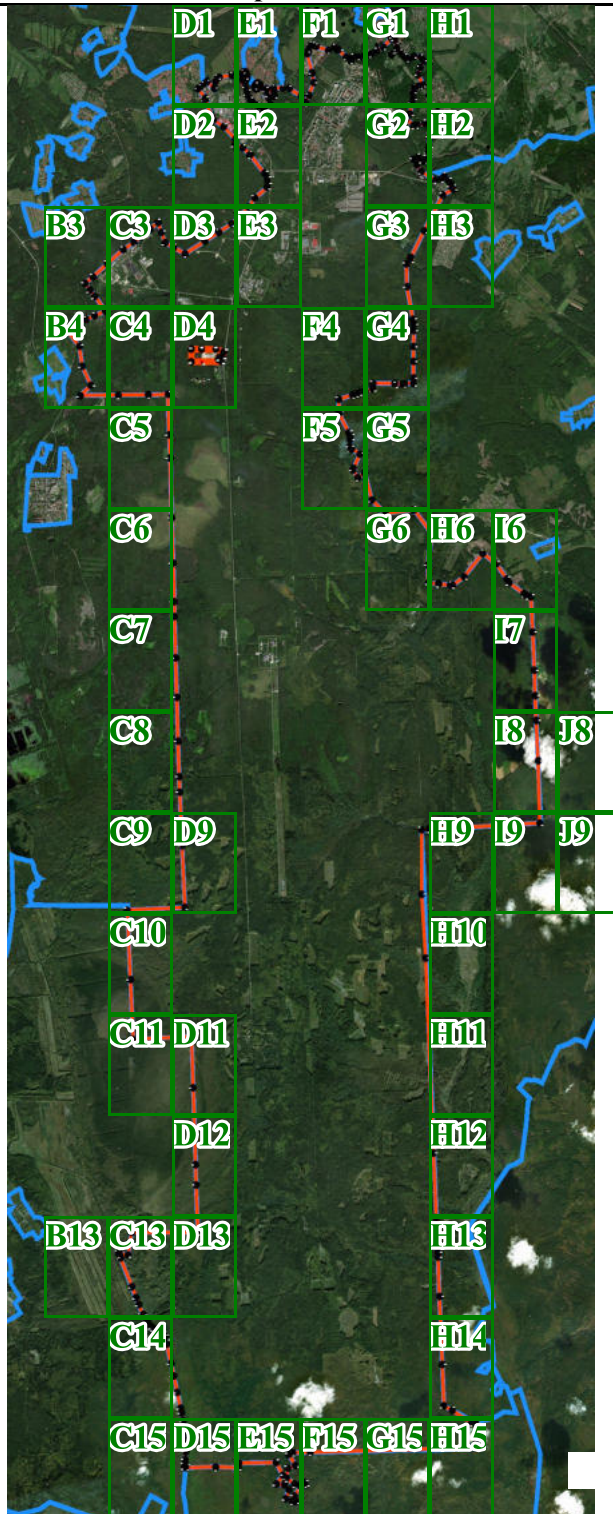 D1 E1 F1 G1 H1
D2 E2 G2 H2
B3 C3 D3 E3 G3 H3
B4 C4 D4 F4 G4
C5 F5 G5
C6 G6 H6 I6
C7 I7
C8 I8 J8
C9 D9 H9 I9 J9
C10 H10
C11 D11 H11
D12 H12
B13 C13 D13 H13
C14 H14
C15 D15 E15 F15 G15 H15